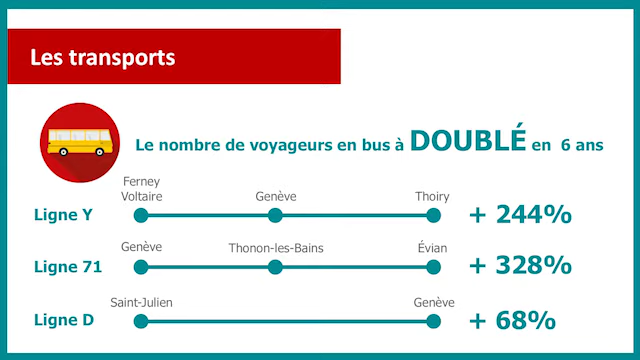 Les transports
Le nombre de voyageurs en bus à DOUBLÉ en 6 ans
Ferney
Voltaire
Genève
Thoiry
Ligne Y
+ 244%
Genève
Thonon-les-Bains
Évian
Ligne 71
+ 328%
Saint-Julien
Genève
Ligne D
+ 68%